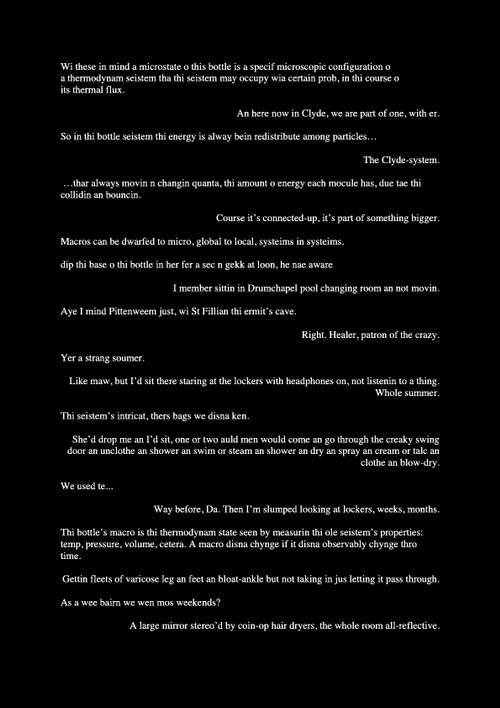 Wi these in mind a microstate o this bottle is a specif microscopic configuration o
a thermodynam seistem tha thi seistem may occupy wia certain prob, in thi course o
its thermal flux.
An here now in Clyde, we are part of one, with er.
So in thi bottle seistem thi energy is alway bein redistribute among particles…
The Clyde-system.
…thar always movin n changin quanta, thi amount o energy each mocule has, due tae thi
collidin an bouncin.
Course it's connected-up, it's part of something bigger.
Macros can be dwarfed to micro, global to local, systeims in systeims.
dip thi base o thi bottle in her fer a sec n gekk at loon, he nae aware
I member sittin in Drumchapel pool changing room an not movin.
Aye I mind Pittenweem just, wi St Fillian thi ermit's cave.
Right. Healer, patron of the crazy.
Yer a strang soumer.
Like maw, but I'd sit there staring at the lockers with headphones on, not listenin to a thing.
Whole summer.
Thi seistem's intricat, thers bags we disna ken.
She'd drop me an I'd sit, one or two auld men would come an go through the creaky swing
door an unclothe an shower an swim or steam an shower an dry an spray an cream or talc an
clothe an blow-dry.
We used te...
Way before, Da. Then I'm slumped looking at lockers, weeks, months.
Thi bottle's macro is thi thermodynam state seen by measurin thi ole seistem's properties:
temp, pressure, volume, cetera. A macro disna chynge if it disna observably chynge thro
time.
Gettin fleets of varicose leg an feet an bloat-ankle but not taking in jus letting it pass through.
As a wee bairn we wen mos weekends?
A large mirror stereo'd by coin-op hair dryers, the whole room all-reflective.